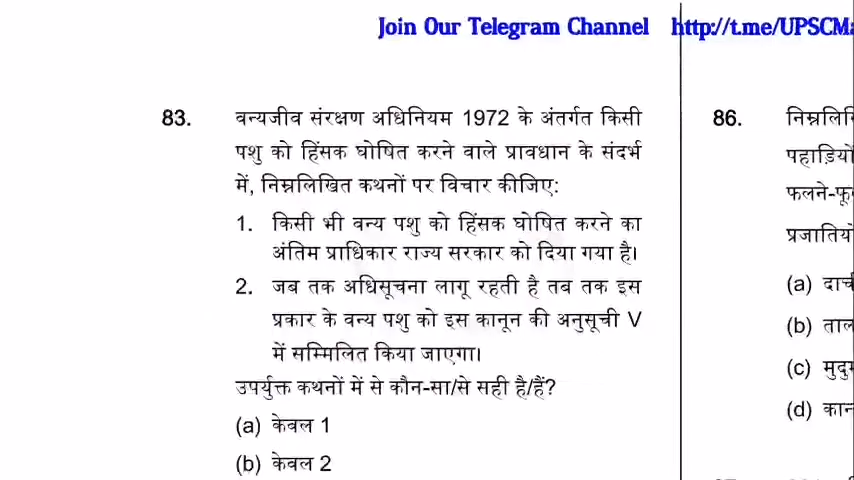 Join Our Telegram Channel http://t.me/UPSCMa
83. वन्यजीव संरक्षण अधिनियम 1972 के अंतर्गत किसी
पशु को हिंसक घोषित करने वाले प्रावधान के संदर्भ
में, निम्नलिखित कथनों पर विचार कीजिए:
1. किसी भी वन्य पशु को हिंसक घोषित करने का
अंतिम प्राधिकार राज्य सरकार को दिया गया है।
2. जब तक अधिसूचना लागू रहती है तब तक इस
प्रकार के वन्य पशु को इस कानून की अनुसूची V
में सम्मिलित किया जाएगा।
उपर्युक्त कथनों में से कौन-सा/से सही है/हैं?
(a) केवल 1
(b) केवल 2
86.
पहाड़ियों
(a)
(b)
(c)
(d)